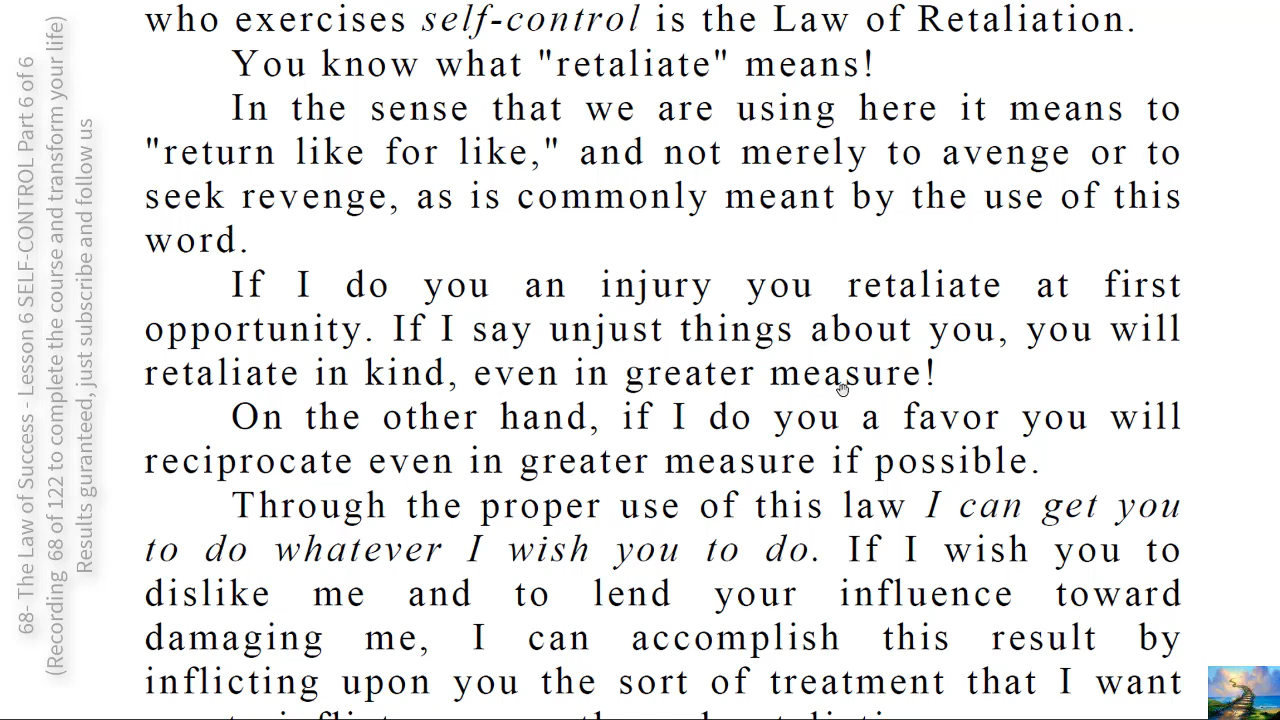 who exercises self-control is the Law of Retaliation.
You know what "retaliate" means!
In the sense that we are using here it means to
"return like for like," and not merely to avenge or to
seek revenge, as is commonly meant by the use of this
word.
If I do you an injury you retaliate at first
opportunity. If I say unjust things about you, you will
retaliate in kind, even in greater measure!
On the other hand, if I do you a favor you will
reciprocate even in greater measure if possible.
Through the proper use of this law I can get you
to do whatever I wish you to do. If I wish you to
dislike me and to lend your influence toward
damaging me, I can accomplish this result by
inflicting upon you the sort of treatment that I want
68- The Law of Success - Lesson 6 SELF-CONTROL Part 6 of 6
(Recording 68 of 122 to complete the course and transform your life)
Results guranteed, just subscribe and follow us